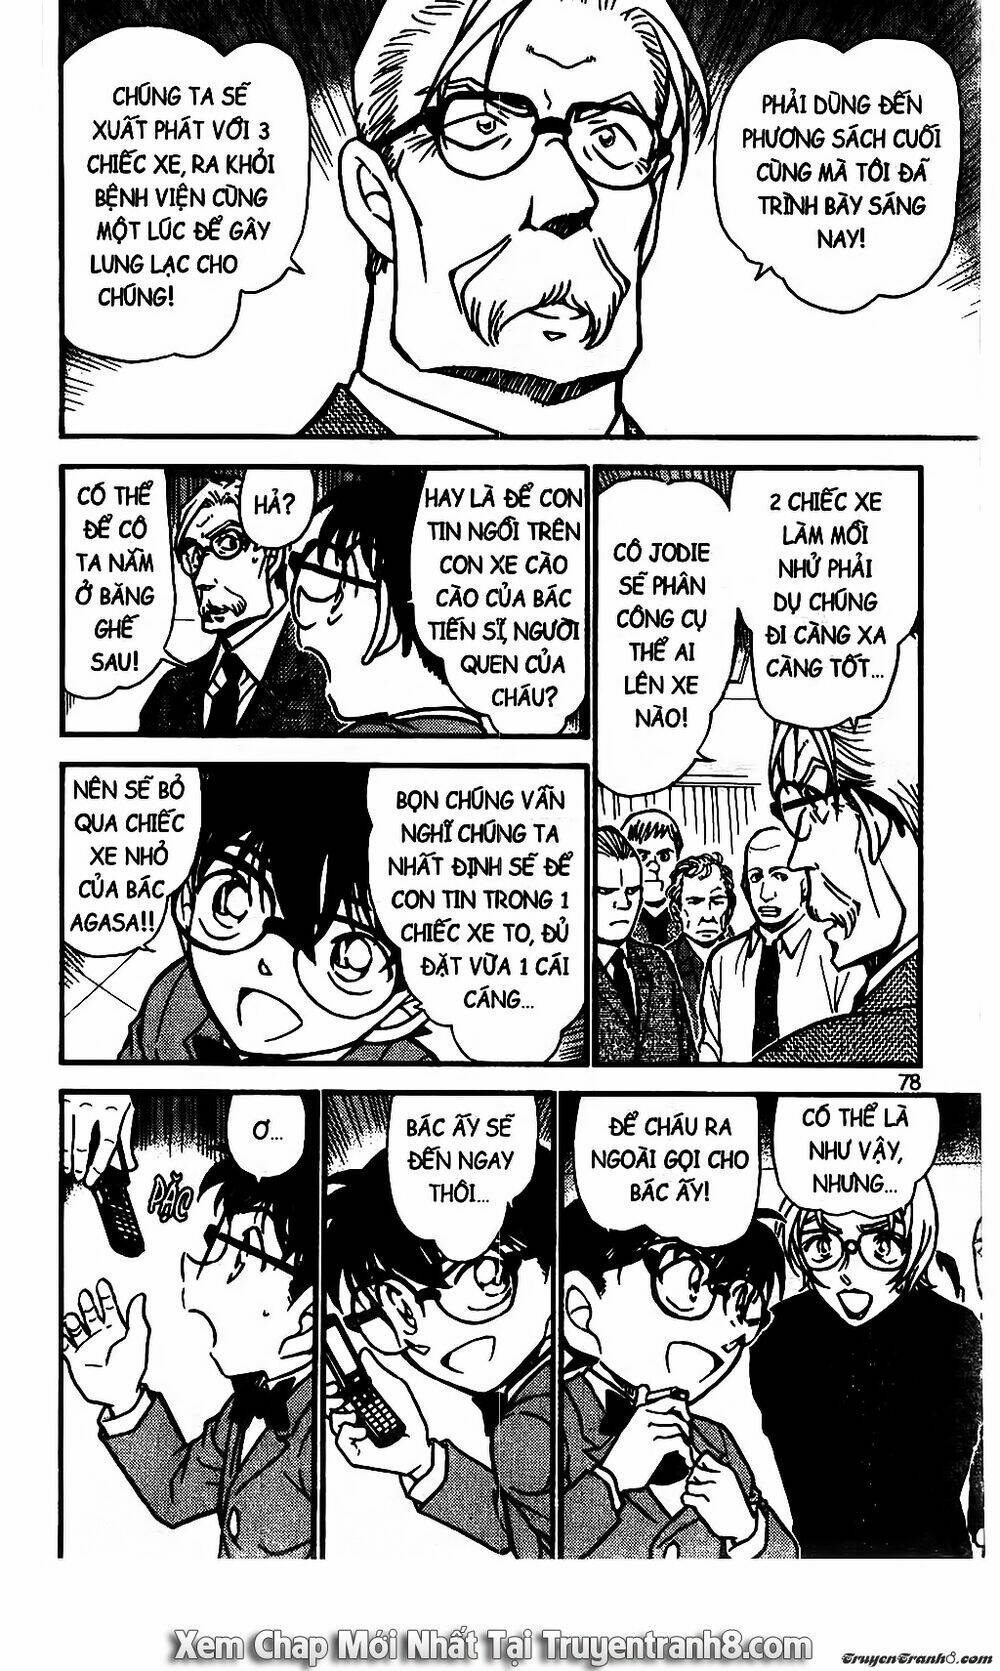 PHẢI DÙNG ĐẾN
PHƯƠNG SÁCH CUỐI
CÙNG MÀ TÔI ĐÃ
TRÌNH BÀY SÁNG
NAY!
CHÚNG TA SẼ
XUẤT PHÁT VỚI 3
CHIẾC XE, RA KHỎI
BỆNH VIỆN CÙNG
MỘT LÚC ĐỂ GÂY
LUNG LẠC CHO
CHÚNG!
2 CHIẾC XE
LÀM MỒI
NHỬ PHẢI
DỤ CHÚNG
ĐI CÀNG XA
CÀNG TỐT...
CÔ JODIE
SẼ PHÂN
CÔNG CỤ
THỂ AI
LÊN XE
NÀO!
HAY LÀ ĐỂ CON
TIN NGỒI TRÊN
CON XE CÀO
CÀO CỦA BÁC
TIẾN SĨ, NGƯỜI
QUEN CỦA
CHÁU?
HẢ?
CÓ THỂ
ĐỂ CÔ
TA NẰM
Ở BĂNG
GHẾ
SAU!
BỌN CHÚNG VẪN
NGHĨ CHÚNG TA
NHẤT ĐỊNH SẼ ĐỂ
CON TIN TRONG 1
CHIẾC XE TO, ĐỦ
ĐẶT VỪA 1 CÁI
CÁNG...
NÊN SẼ BỎ
QUA CHIẾC
XE NHỎ
CỦA BÁC
AGASA!!
78
CÓ THỂ LÀ
NHƯ VẬY,
NHƯNG...
ĐỂ CHÁU RA
NGOÀI GỌI CHO
BÁC ẤY!
BÁC ẤY SẼ
ĐẾN NGAY
THÔI...
Ơ...
PẶC
Xem Chap Mới Nhất Tại Truyentranh8.com
TruyenTranh8.com